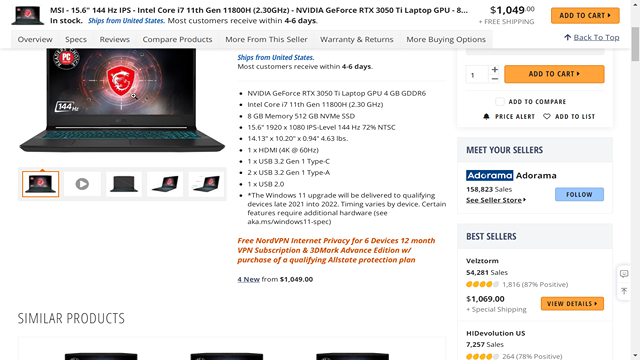 MSI - 15.6" 144 Hz IPS - Intel Core i7 11th Gen 11800H (2.30GHz) - NVIDIA GeForce RTX 3050 Ti Laptop GPU - 8...
In stock. Ships from United States. Most customers receive within 4-6 days.
$1,049.00
+ FREE SHIPPING
ADD TO CART
Overview Specs Reviews Compare Products More From This Seller Warranty & Returns More Buying Options
Back To Top
144Hz
Ships from United States.
Most customers receive within 4-6 days.
• NVIDIA GeForce RTX 3050 Ti Laptop GPU 4 GB GDDR6
• Intel Core i7 11th Gen 11800H (2.30 GHz)
• 8 GB Memory 512 GB NVMe SSD
• 15.6" 1920 x 1080 IPS-Level 144 Hz 72% NTSC
• 14.13" x 10.20" x 0.94" 4.63 lbs.
• 1 x HDMI (4K @ 60Hz)
• 1 x USB 3.2 Gen 1 Type-C
• 2 x USB 3.2 Gen 1 Type-A
• 1 x USB 2.0
• *The Windows 11 upgrade will be delivered to qualifying
devices late 2021 into 2022. Timing varies by device. Certain
features require additional hardware (see
aka.ms/windows11-spec)
Free NordVPN Internet Privacy for 6 Devices 12 month
VPN Subscription & 3DMark Advance Edition w/
purchase of a qualifying Allstate protection plan
4 New from $1,049.00
1
+
−
ADD TO CART
ADD TO COMPARE
PRICE ALERT ADD TO LIST
MEET YOUR SELLERS
Adorama Adorama
158,823 Sales
See Seller Store
FOLLOW
BEST SELLERS
Velztorm
54,281 Sales
1,816 (87% Positive)
$1,069.00
+ Special Shipping
VIEW DETAILS
HIDevolution US
7,257 Sales
264 (78% Positive)
SIMILAR PRODUCTS